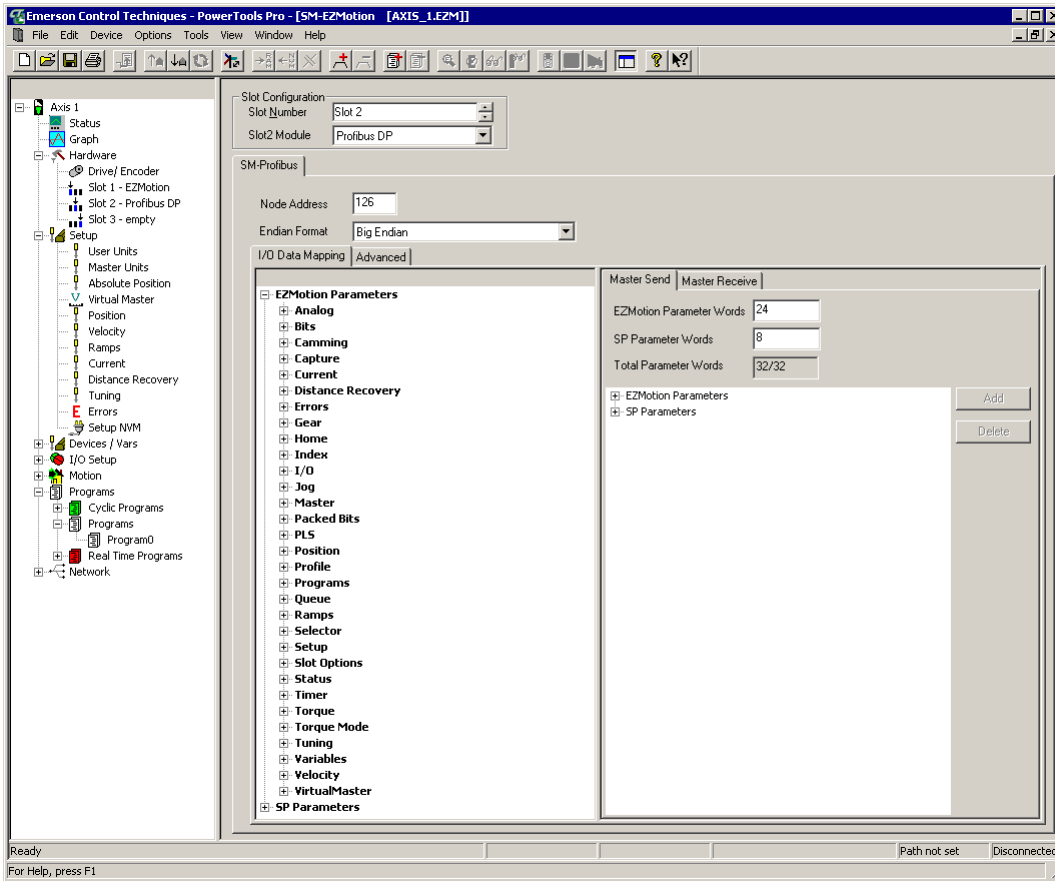 Emerson Control Techniques - PowerTools Pro - [SM-EZMotion [AXIS_1.EZM]]
File Edit Device Options Tools View Window Help
Axis 1
Status
Graph
Hardware
Drive/ Encoder
Slot 1 - EZMotion
Slot 2 - Profibus DP
Slot 3 - empty
Setup
User Units
Master Units
Absolute Position
Virtual Master
Position
Velocity
Ramps
Current
Distance Recovery
Tuning
E Errors
Setup NVM
Devices / Vars
I/O Setup
Motion
Programs
Cyclic Programs
Programs
Program0
Real Time Programs
Network
Slot Configuration
Slot Number Slot 2
Slot2 Module Profibus DP
SM-Profibus
Node Address 126
Endian Format Big Endian
I/O Data Mapping Advanced
EZMotion Parameters
Analog
Bits
Camming
Capture
Current
Distance Recovery
Errors
Gear
Home
Index
I/O
Jog
Master
Packed Bits
PLS
Position
Profile
Programs
Queue
Ramps
Selector
Setup
Slot Options
Status
Timer
Torque
Torque Mode
Tuning
Variables
Velocity
VirtualMaster
SP Parameters
Master Send Master Receive
EZMotion Parameter Words 24
SP Parameter Words 8
Total Parameter Words 32/32
EZMotion Parameters
SP Parameters
Add
Delete
Ready Path not set Disconnected
For Help, press F1